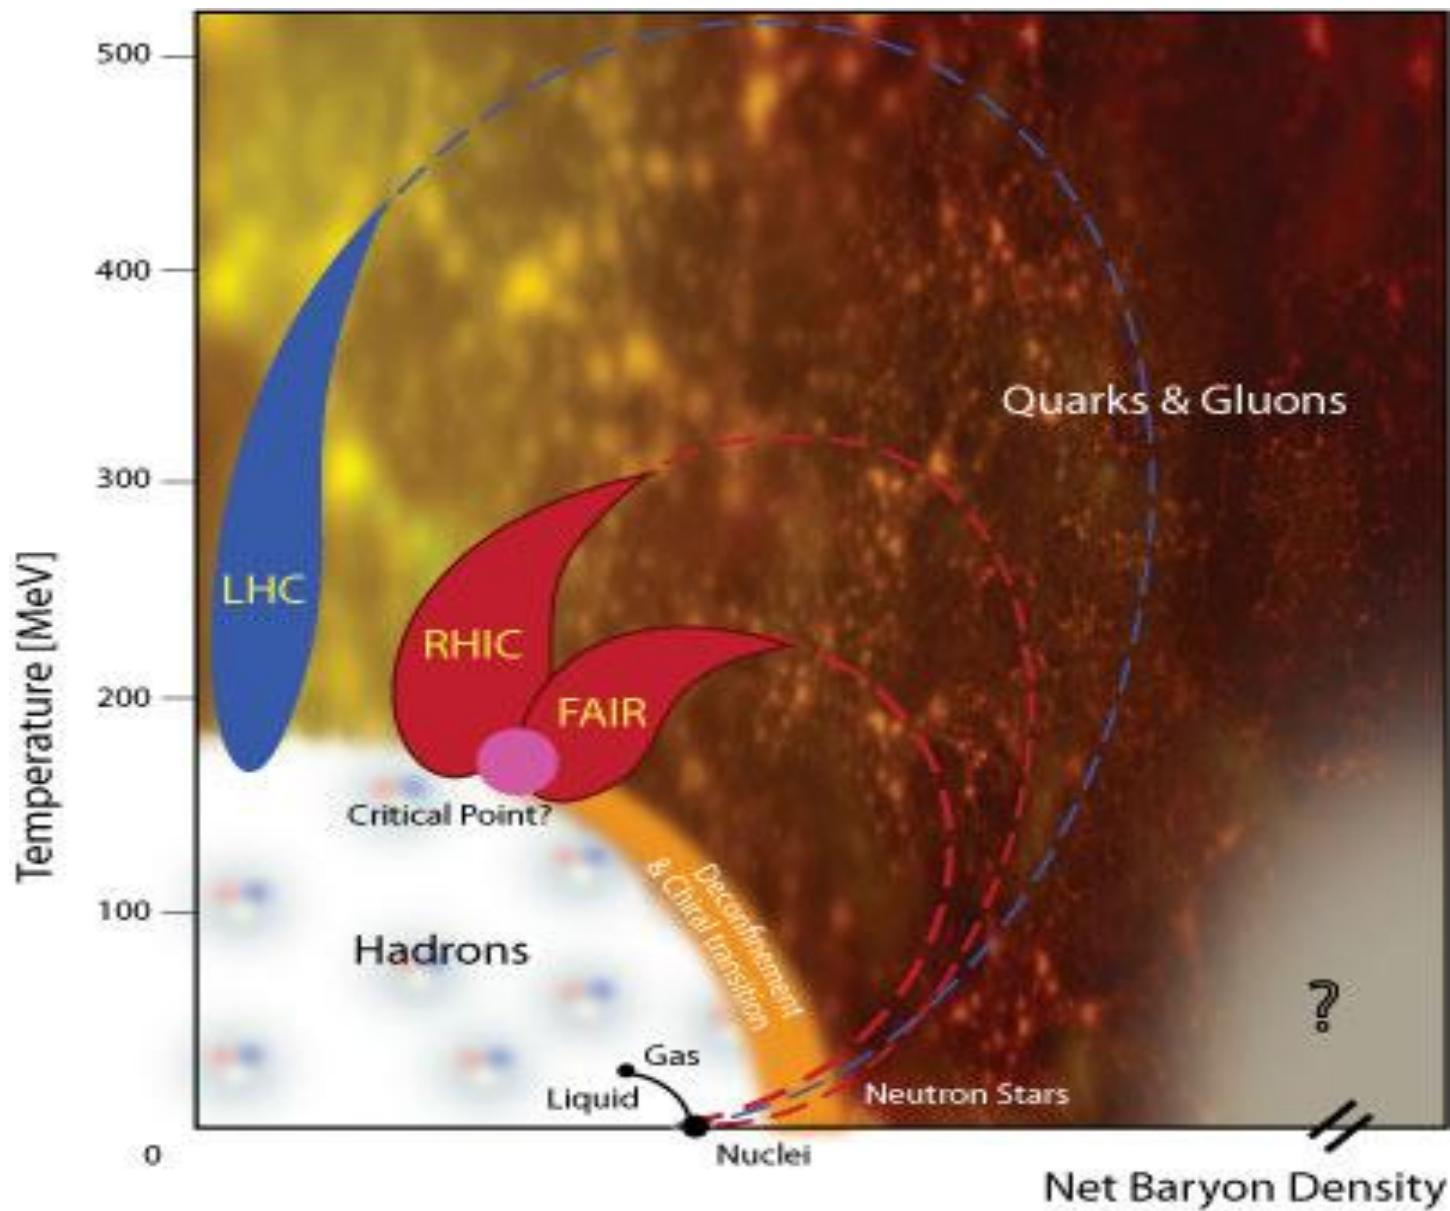 500
400
Quarks & Gluons
300
Temperature [MeV]
LHC
RHIC
200
FAIR
Critical Point?
100
Deconfinement
& Chiral transition
Hadrons
?
Gas
Liquid
Neutron Stars
0
Nuclei
Net Baryon Density